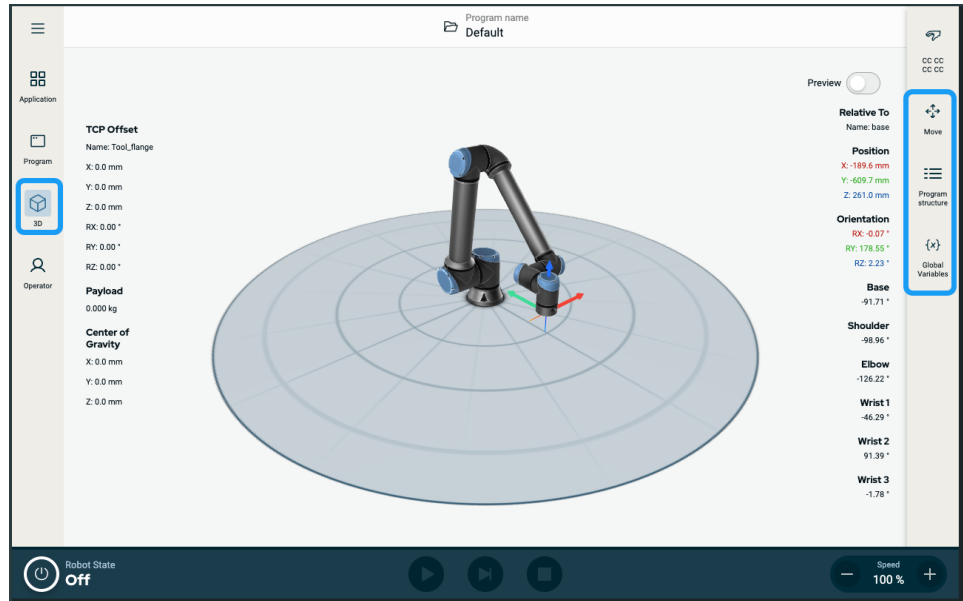 Program name
Default
Application
Program
3D
Operator
TCP Offset
Name: Tool_flange
X: 0.0 mm
Y: 0.0 mm
Z: 0.0 mm
RX: 0.00 °
RY: 0.00 °
RZ: 0.00 °
Payload
0.000 kg
Center of
Gravity
X: 0.0 mm
Y: 0.0 mm
Z: 0.0 mm
Preview
Relative To
Name: base
Position
X: -189.6 mm
Y: -609.7 mm
Z: 261.0 mm
Orientation
RX: -0.07 °
RY: 178.55 °
RZ: 2.23 °
Base
-91.71 °
Shoulder
-98.96 °
Elbow
-126.22 °
Wrist 1
-46.29 °
Wrist 2
91.39 °
Wrist 3
-1.78 °
CC CC
CC CC
Move
Program
structure
{x}
Global
Variables
Robot State
Off
Speed
100 %